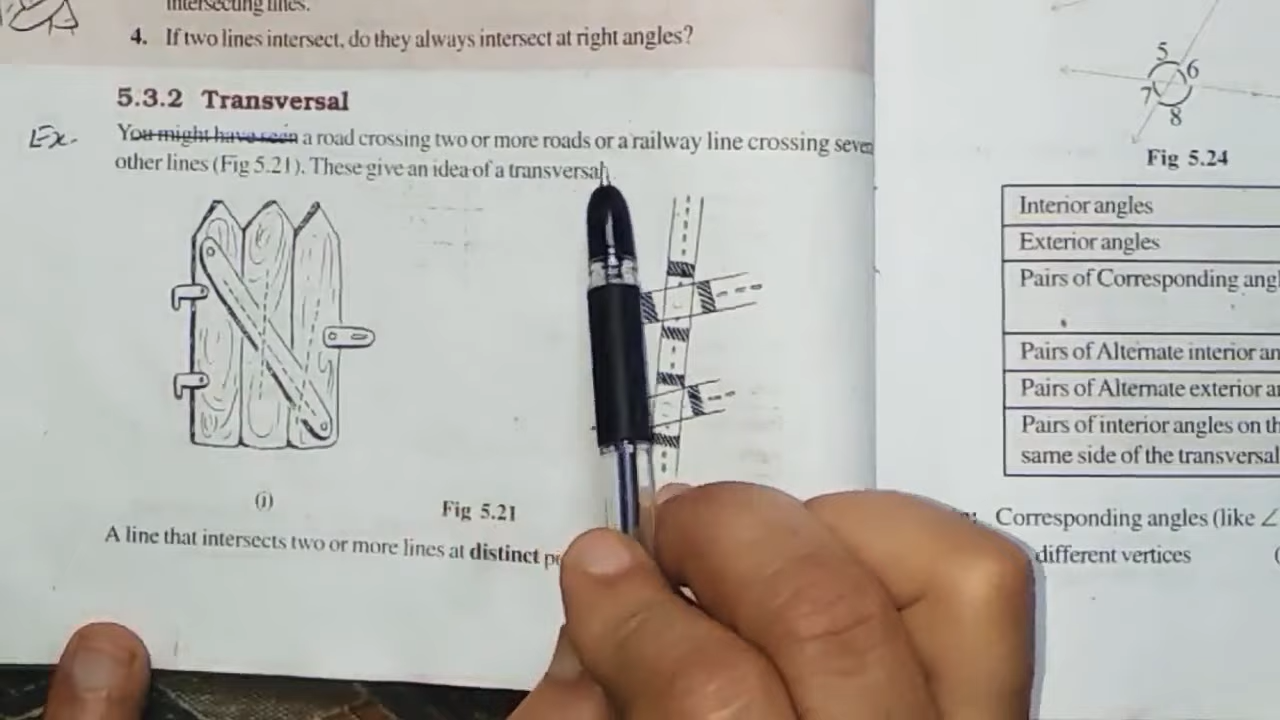 intersecting lines.
4. If two lines intersect, do they always intersect at right angles?
5.3.2 Transversal
Ex.
You might have seen a road crossing two or more roads or a railway line crossing
other lines (Fig 5.21). These give an idea of a transversal
(i)
Fig 5.21
A line that intersects two or more lines at distinct
5
6
7
8
Fig 5.24
Interior angles
Exterior angles
Pairs of Corresponding
Pairs of Alternate interior
Pairs of Alternate exterior
Pairs of interior angles on
same side of the transversal
Corresponding angles (like ∠
different vertices